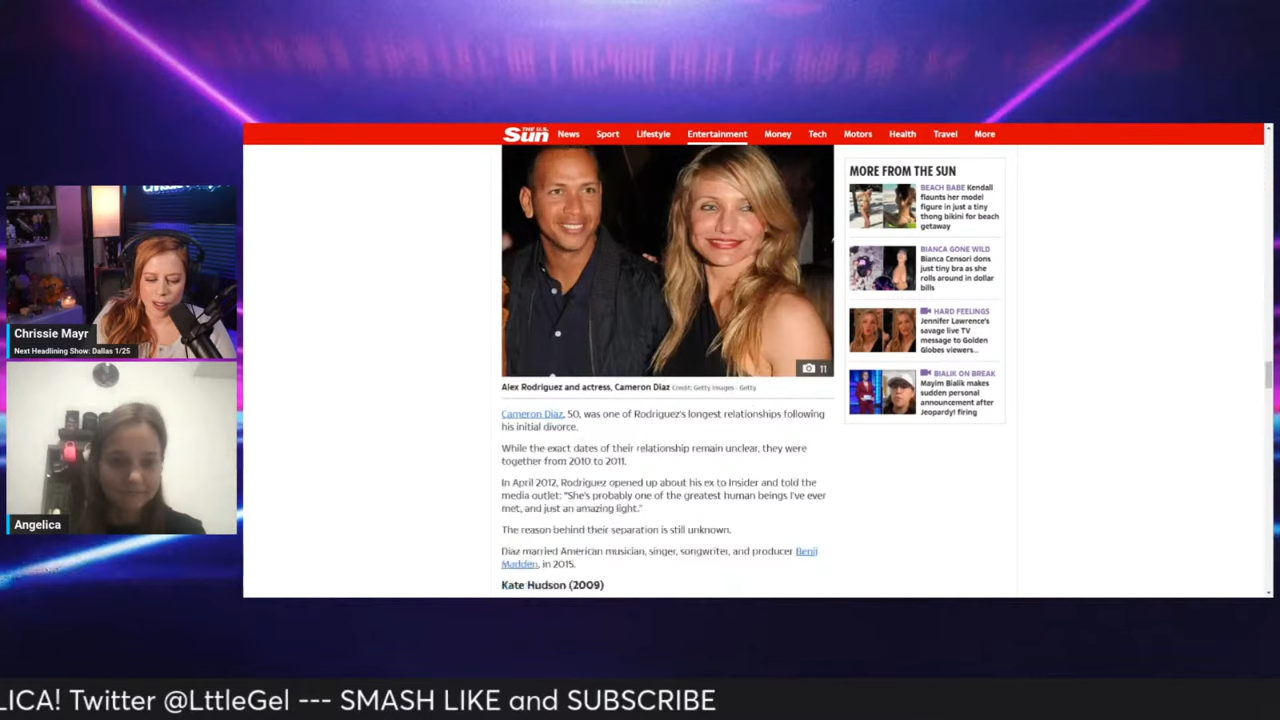 THE U.S. Sun
News Sport Lifestyle Entertainment Money Tech Motors Health Travel More
11
Alex Rodriguez and actress, Cameron Diaz Credit: Getty Images - Getty
Cameron Diaz, 50, was one of Rodriguez's longest relationships following
his initial divorce.
While the exact dates of their relationship remain unclear, they were
together from 2010 to 2011.
In April 2012, Rodriguez opened up about his ex to Insider and told the
media outlet: "She's probably one of the greatest human beings I've ever
met, and just an amazing light."
The reason behind their separation is still unknown.
Diaz married American musician, singer, songwriter, and producer Benji
Madden, in 2015.
Kate Hudson (2009)
MORE FROM THE SUN
BEACH BABE Kendall
flaunts her model
figure in just a tiny
thong bikini for beach
getaway
BIANCA GONE WILD
Bianca Censori dons
just tiny bra as she
rolls around in dollar
bills
HARD FEELINGS
Jennifer Lawrence's
savage live TV
message to Golden
Globes viewers...
BIALIK ON BREAK
Mayim Bialik makes
sudden personal
announcement after
Jeopardy! firing
Chrissie Mayr
Next Headlining Show: Dallas 1/25
Angelica
LICA! Twitter @LttleGel --- SMASH LIKE and SUBSCRIBE